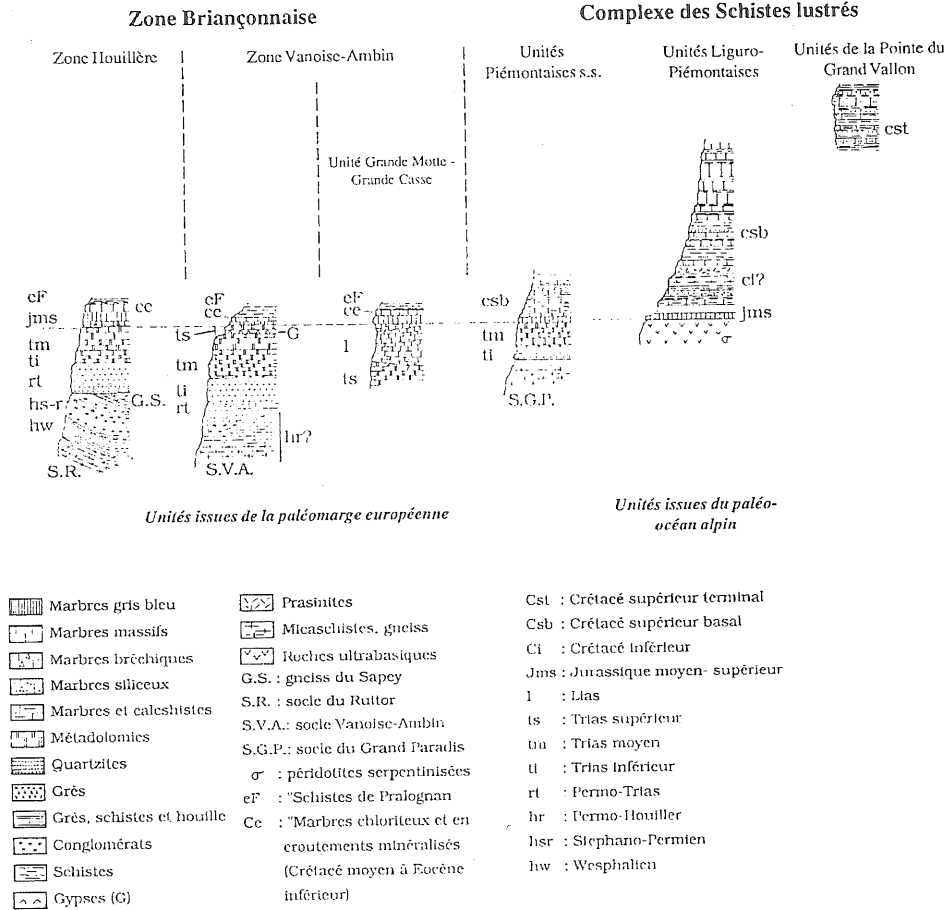 Zone Briançonnaise
Complexe des Schistes lustrés
Zone Houillère
Zone Vanoise-Ambin
Unités
Piémontaises s.s.
Unités Liguro-
Piémontaises
Unités de la Pointe du
Grand Vallon
Unité Grande Motte -
Grande Casse
cst
csb
ci?
jms
σ
eF
cc
jms
tm
ti
rt
hs-r
G.S.
hw
S.R.
eF
cc
ts
G
tm
ti
rt
hr?
S.V.A.
eF
ce
l
ts
csb
tm
ti
S.G.P.
Unités issues de la paléomarge européenne
Unités issues du paléo-
océan alpin
Marbres gris bleu
Marbres massifs
Marbres bréchiques
Marbres siliceux
Marbres et calcshistes
Métadolomies
Quartzites
Grès
Grès, schistes et houille
Conglomérats
Schistes
Gypses (G)
Prasinites
Micaschistes, gneiss
Roches ultrabasiques
G.S. : gneiss du Sapey
S.R. : socle du Ruitor
S.V.A.: socle Vanoise-Ambin
S.G.P.: socle du Grand Paradis
σ : péridotites serpentinisées
eF : "Schistes de Pralognan
Ce : "Marbres chloriteux et en
croutements minéralisés
(Crétacé moyen à Eocène
inférieur)
Cst : Crétacé supérieur terminal
Csb : Crétacé supérieur basal
Ci : Crétacé inférieur
Jms : Jurassique moyen- supérieur
l : Lias
ts : Trias supérieur
tm : Trias moyen
ti : Trias inférieur
rt : Permo-Trias
hr : Permo-Houiller
hsr : Stephano-Permien
hw : Wesphalien